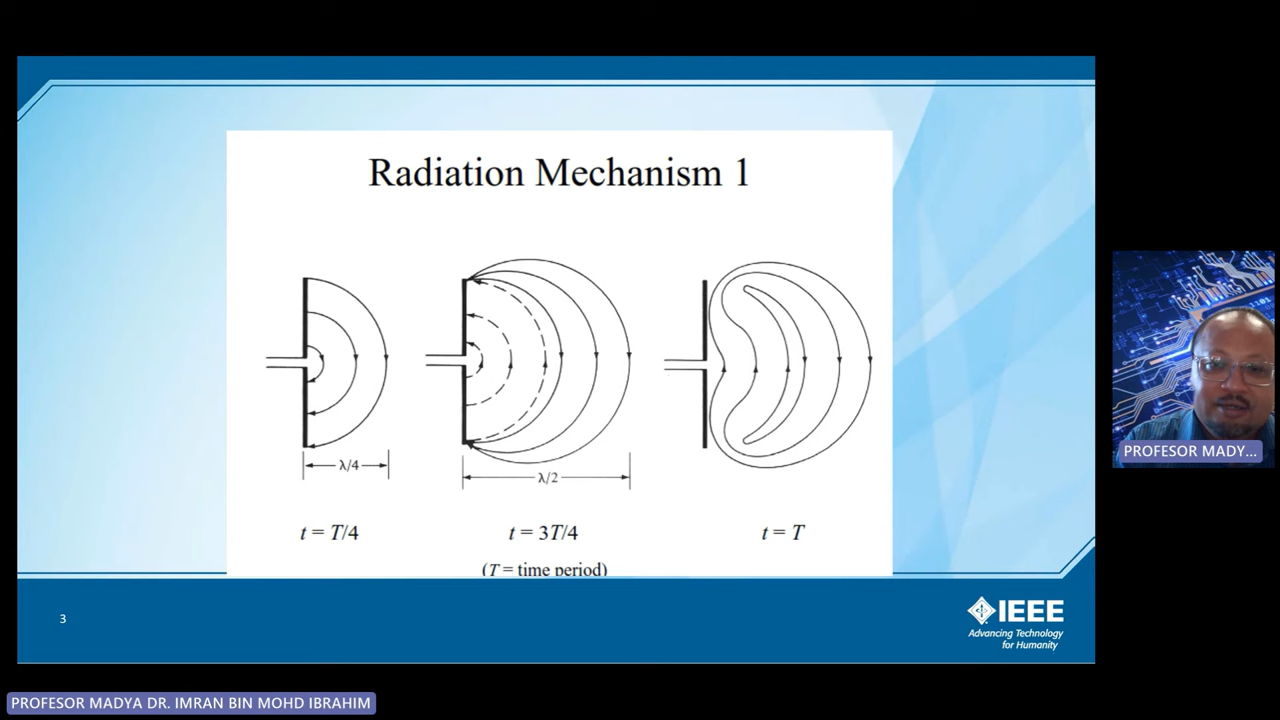 Radiation Mechanism 1
λ/4
λ/2
t = T/4
t = 3T/4
t = T
(T = time period)
3
IEEE
Advancing Technology
for Humanity
PROFESOR MADY...
PROFESOR MADYA DR. IMRAN BIN MOHD IBRAHIM